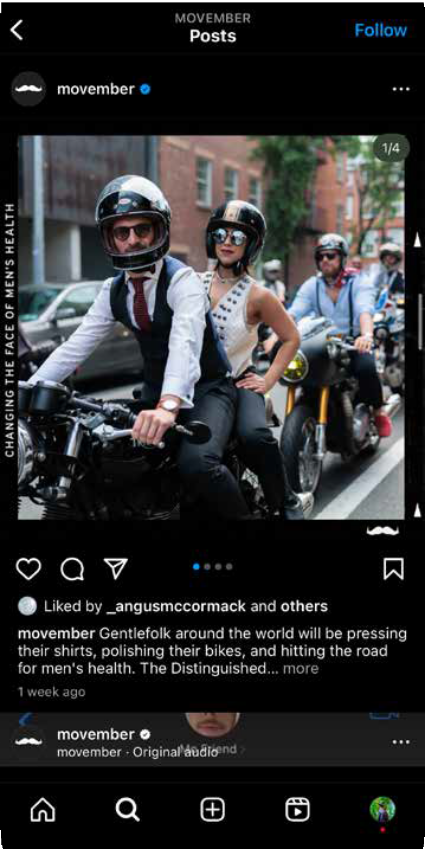 MOVEMBER
Posts
Follow
movember
1/4
CHANGING THE FACE OF MEN'S HEALTH
Liked by _angusmccormack and others
movember Gentlefolk around the world will be pressing
their shirts, polishing their bikes, and hitting the road
for men's health. The Distinguished... more
1 week ago
movember
movember · Original audio
Friend